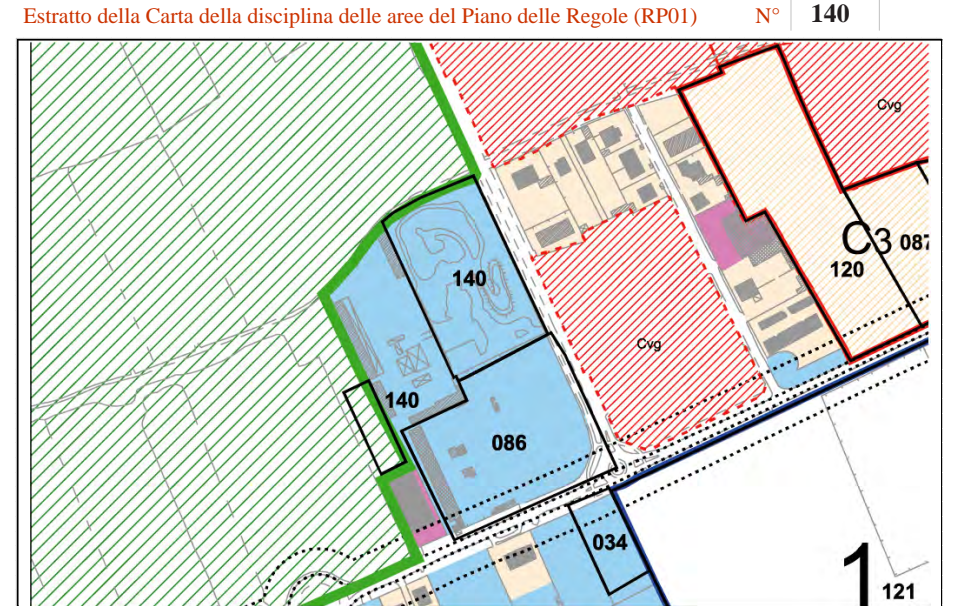 Estratto della Carta della disciplina delle aree del Piano delle Regole (RP01) N° 140
Cvg
C3 087
120
140
Cvg
140
086
034
1 121